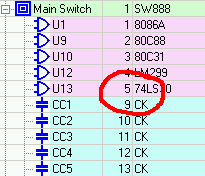 Main Switch 1 SW888
U1 1 8086A
U9 2 80C88
U10 3 80C31
U12 4 LM299
U13 5
CC1 9 CK
CC2 10 CK
CC3 11 CK
CC4 12 CK
CC5 13 CK